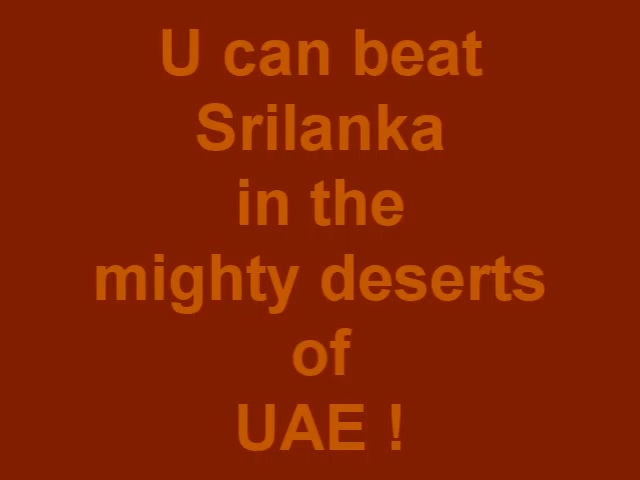 U can beat
Srilanka
in the
mighty deserts
of
UAE !